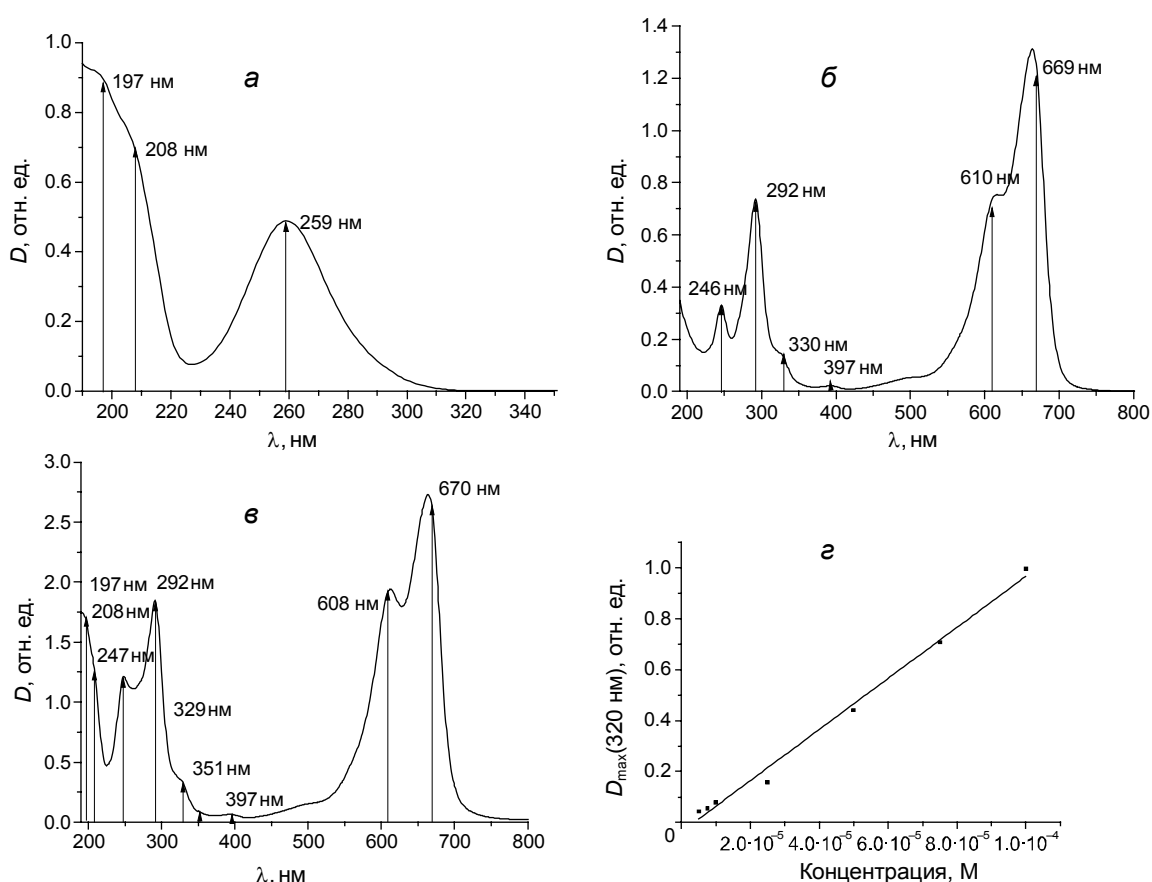 а
D, отн. ед.
1.0
0.8
0.6
0.4
0.2
0.0
197 нм
208 нм
259 нм
200 220 240 260 280 300 320 340
λ, нм
б
D, отн. ед.
1.4
1.2
1.0
0.8
0.6
0.4
0.2
0.0
669 нм
610 нм
292 нм
246 нм
330 нм
397 нм
200 300 400 500 600 700 800
λ, нм
в
D, отн. ед.
3.0
2.5
2.0
1.5
1.0
0.5
0.0
670 нм
197 нм
292 нм
208 нм
608 нм
247 нм
329 нм
351 нм
397 нм
200 300 400 500 600 700 800
λ, нм
г
Dmax(320 нм), отн. ед.
1.0
0.8
0.6
0.4
0.2
0
2.0·10⁻⁵ 4.0·10⁻⁵ 6.0·10⁻⁵ 8.0·10⁻⁵ 1.0·10⁻⁴
Концентрация, М